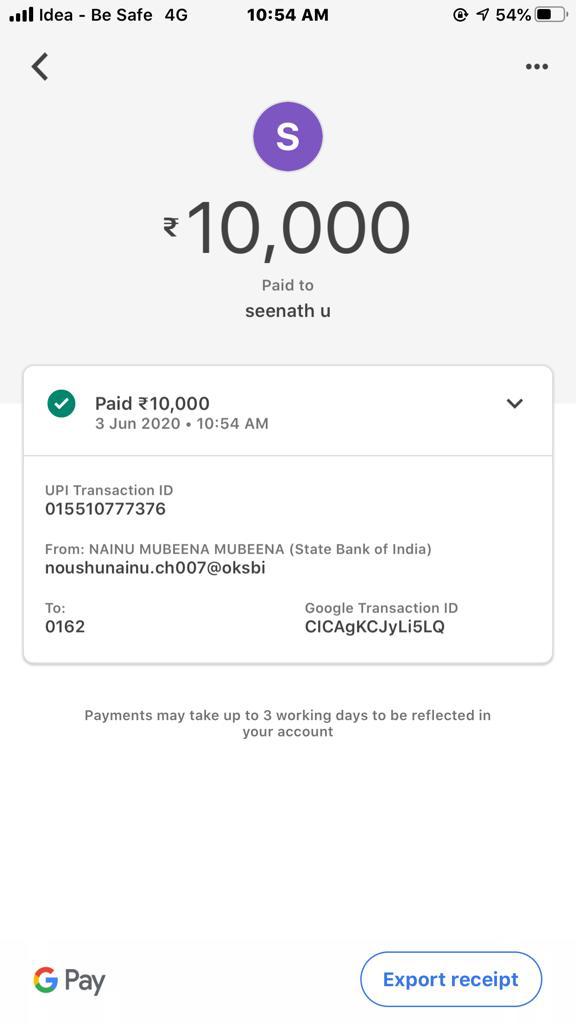 Idea - Be Safe 4G 10:54 AM 54%
S
₹10,000
Paid to
seenath u
Paid ₹10,000
3 Jun 2020 • 10:54 AM
UPI Transaction ID
015510777376
From: NAINU MUBEENA MUBEENA (State Bank of India)
noushunainu.ch007@oksbi
To: Google Transaction ID
0162 CICAgKCJyLi5LQ
Payments may take up to 3 working days to be reflected in
your account
G Pay Export receipt